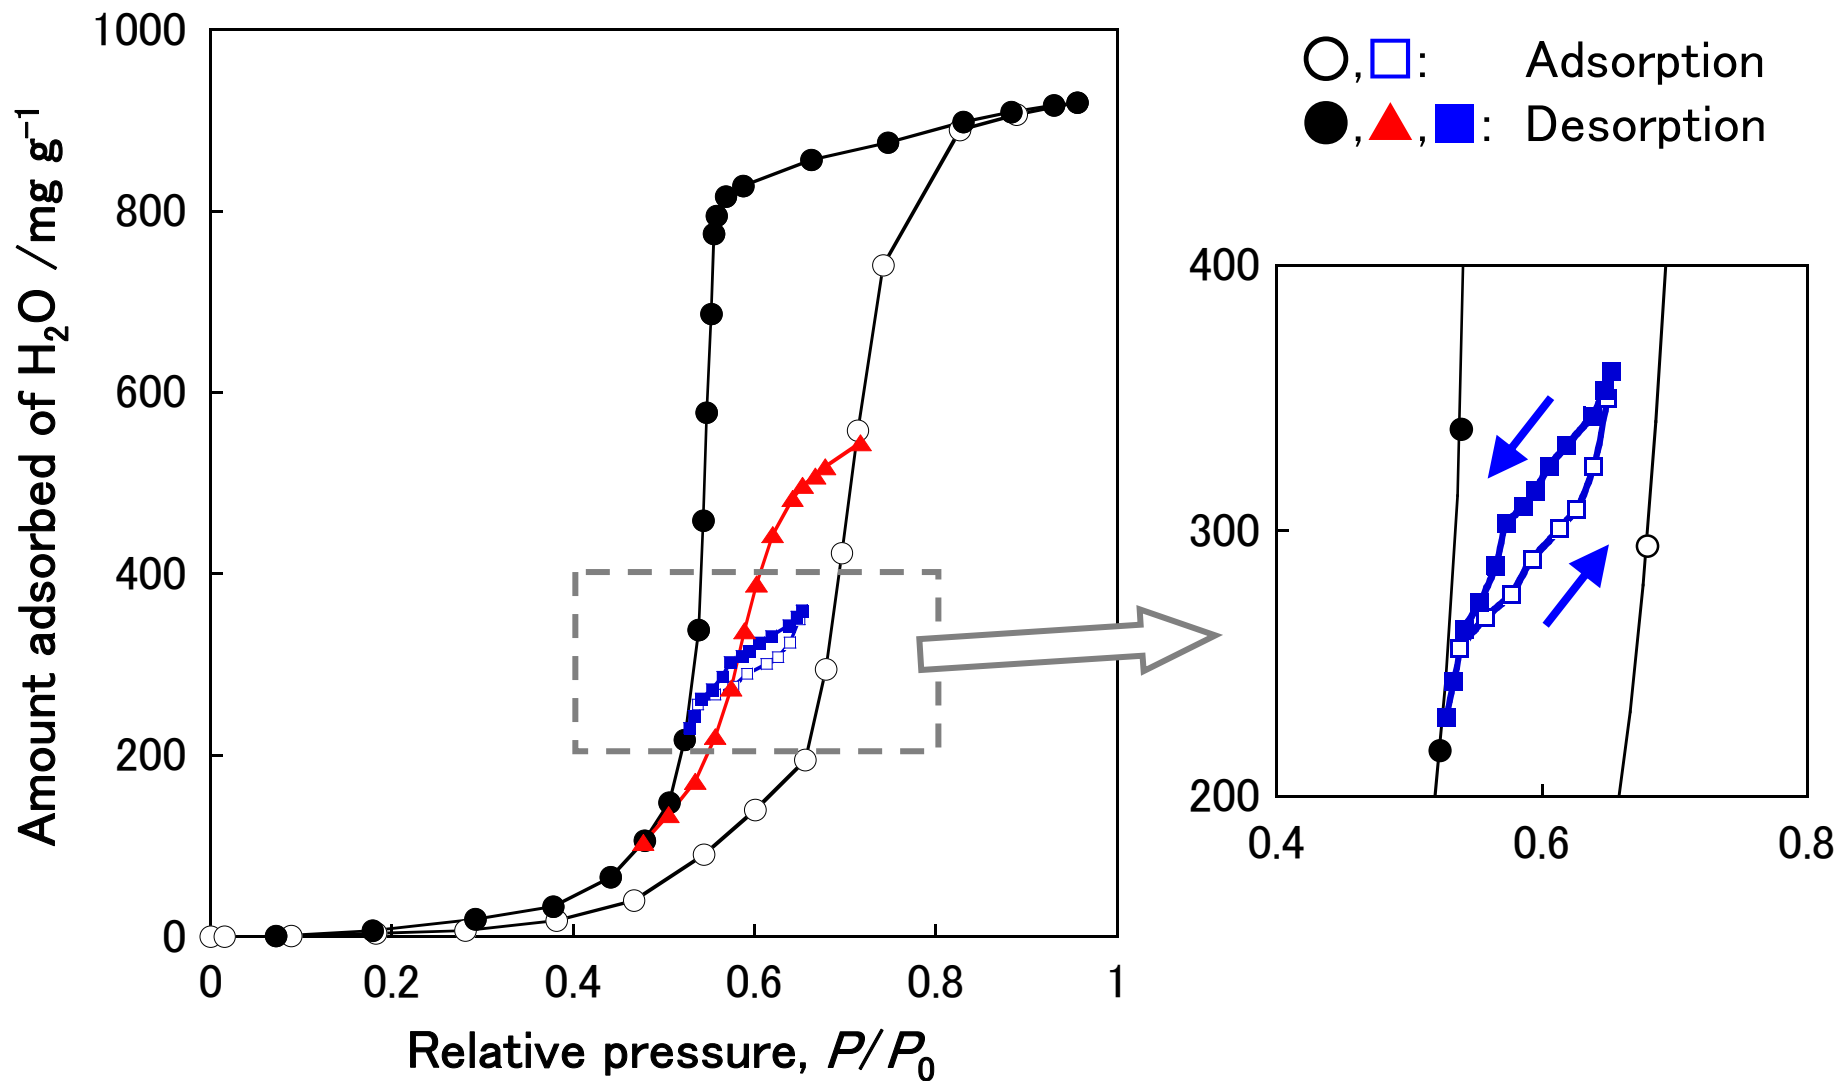 Amount adsorbed of H₂O /mg g⁻¹
1000
800
600
400
200
0
0 0.2 0.4 0.6 0.8 1
Relative pressure, P/P₀
○,□: Adsorption
●,▲,■: Desorption
400
300
200
0.4 0.6 0.8